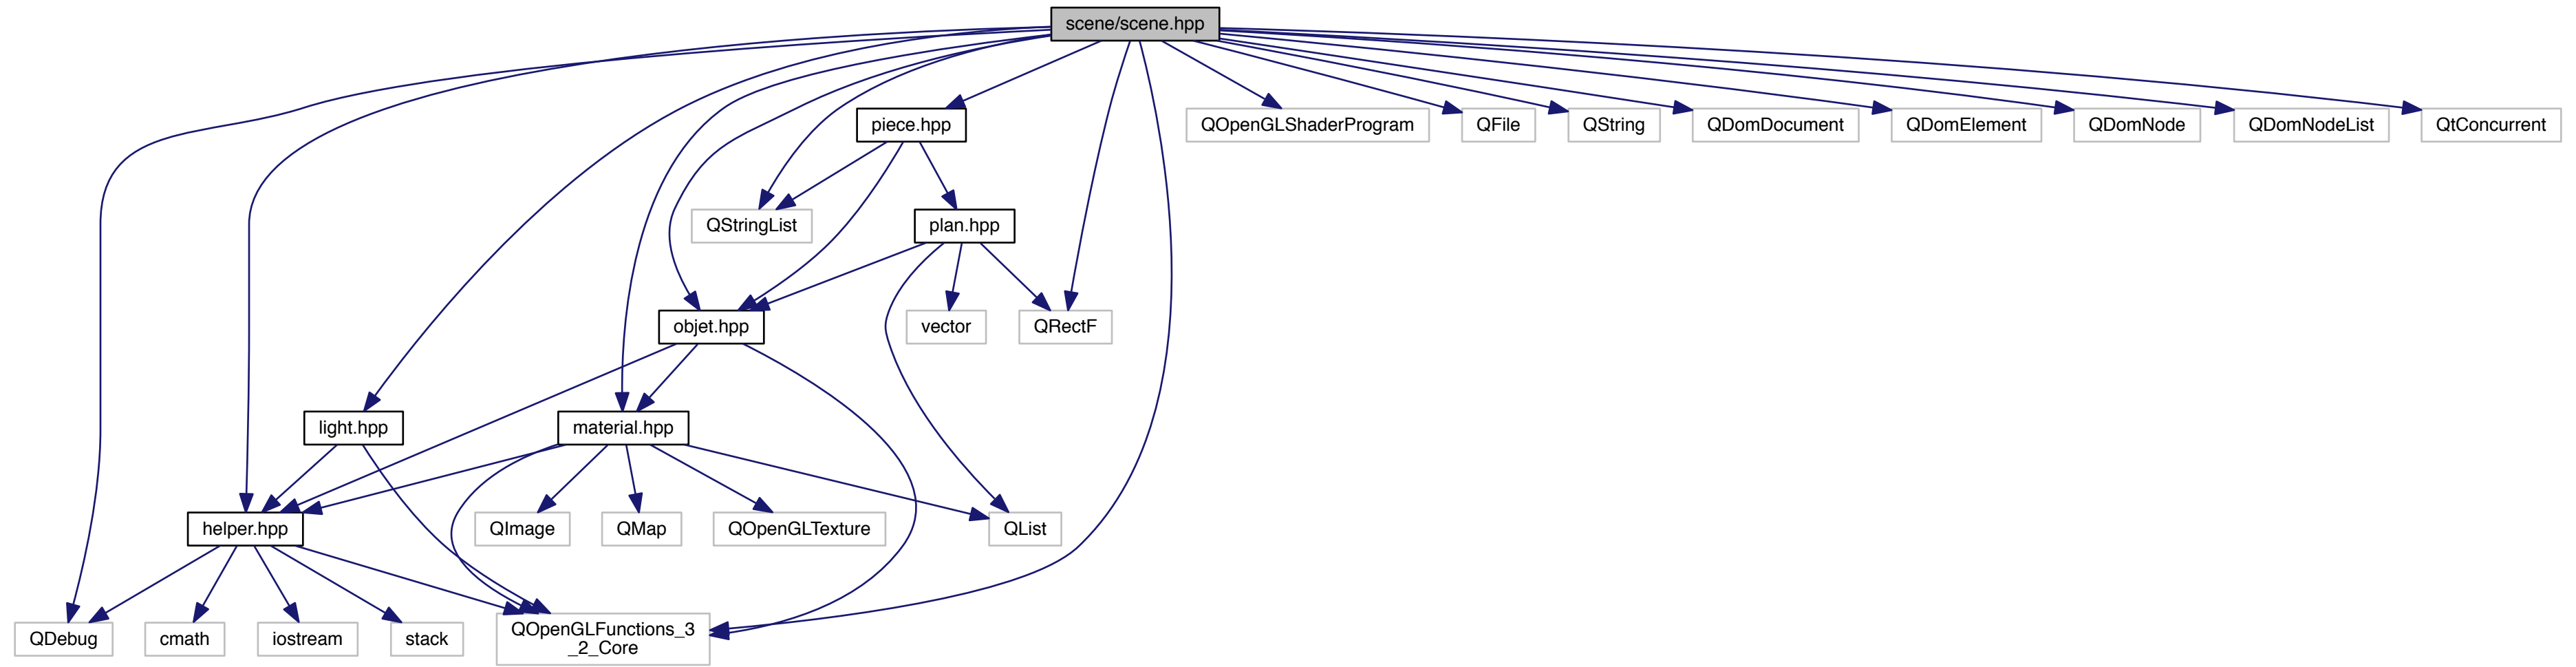 scene/scene.hpp
piece.hpp
QOpenGLShaderProgram
QFile
QString
QDomDocument
QDomElement
QDomNode
QDomNodeList
QtConcurrent
QStringList
plan.hpp
objet.hpp
vector
QRectF
light.hpp
material.hpp
helper.hpp
QImage
QMap
QOpenGLTexture
QList
QDebug
cmath
iostream
stack
QOpenGLFunctions_3
_2_Core